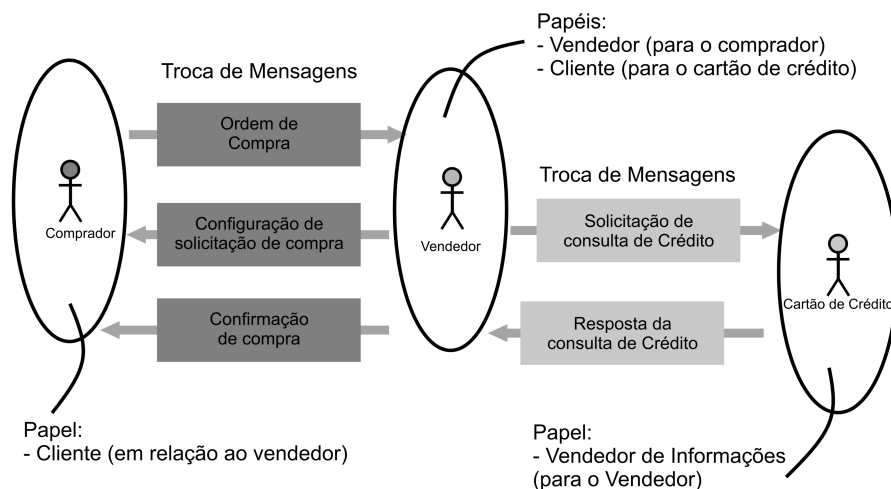 Papéis:
- Vendedor (para o comprador)
- Cliente (para o cartão de crédito)
Troca de Mensagens
Ordem de
Compra
Comprador
Configuração de
solicitação de compra
Vendedor
Confirmação
de compra
Troca de Mensagens
Solicitação de
consulta de Crédito
Cartão de Crédito
Resposta da
consulta de Crédito
Papel:
- Cliente (em relação ao vendedor)
Papel:
- Vendedor de Informações
(para o Vendedor)